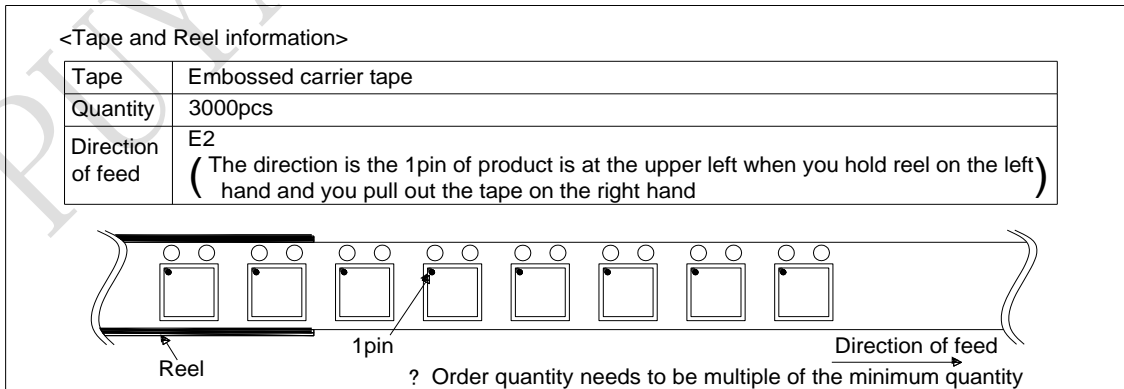 <Tape and Reel information>
Tape Embossed carrier tape
Quantity 3000pcs
Direction of feed E2
( The direction is the 1pin of product is at the upper left when you hold reel on the left
hand and you pull out the tape on the right hand )
1pin
Reel
Direction of feed
? Order quantity needs to be multiple of the minimum quantity
PUY